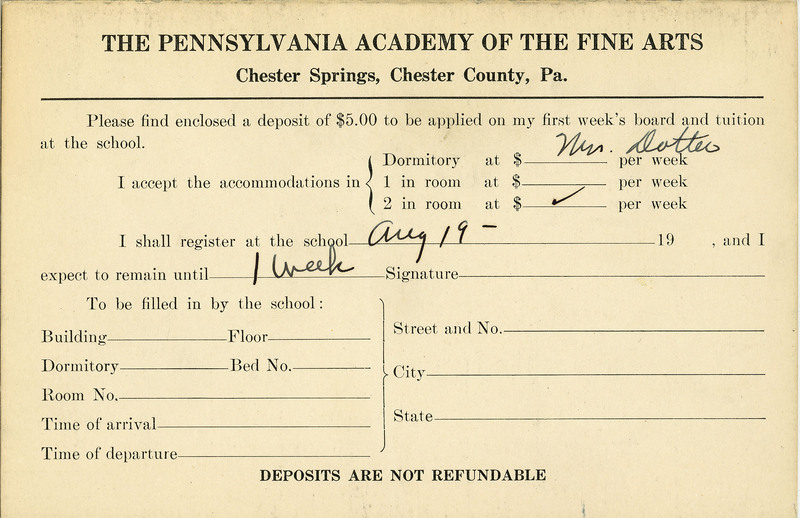 THE PENNSYLVANIA ACADEMY OF THE FINE ARTS
Chester Springs, Chester County, Pa.
Please find enclosed a deposit of $5.00 to be applied on my first week's board and tuition
at the school.
Mrs. Dotter
Dormitory at $ per week
I accept the accommodations in 1 in room at $ per week
2 in room at $ ✓ per week
I shall register at the school Aug 19 - 19 , and I
expect to remain until 1 week Signature
To be filled in by the school:
Building Floor
Street and No.
Dormitory Bed No.
City
Room No.
State
Time of arrival
Time of departure
DEPOSITS ARE NOT REFUNDABLE